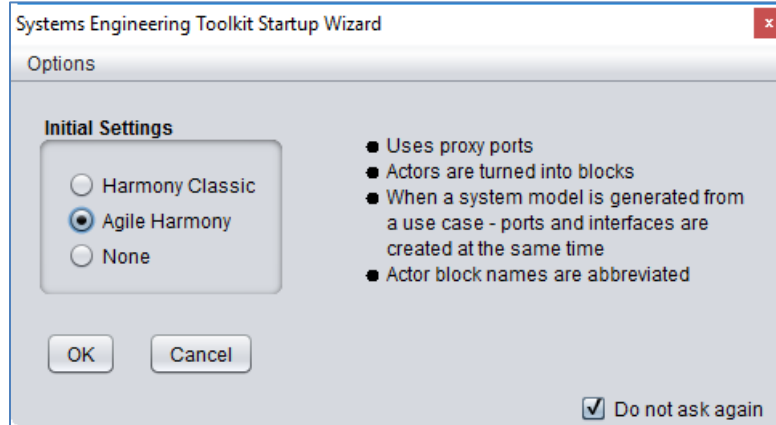 Systems Engineering Toolkit Startup Wizard
x
Options
Initial Settings
Harmony Classic
Agile Harmony
None
● Uses proxy ports
● Actors are turned into blocks
● When a system model is generated from
a use case - ports and interfaces are
created at the same time
● Actor block names are abbreviated
OK
Cancel
Do not ask again